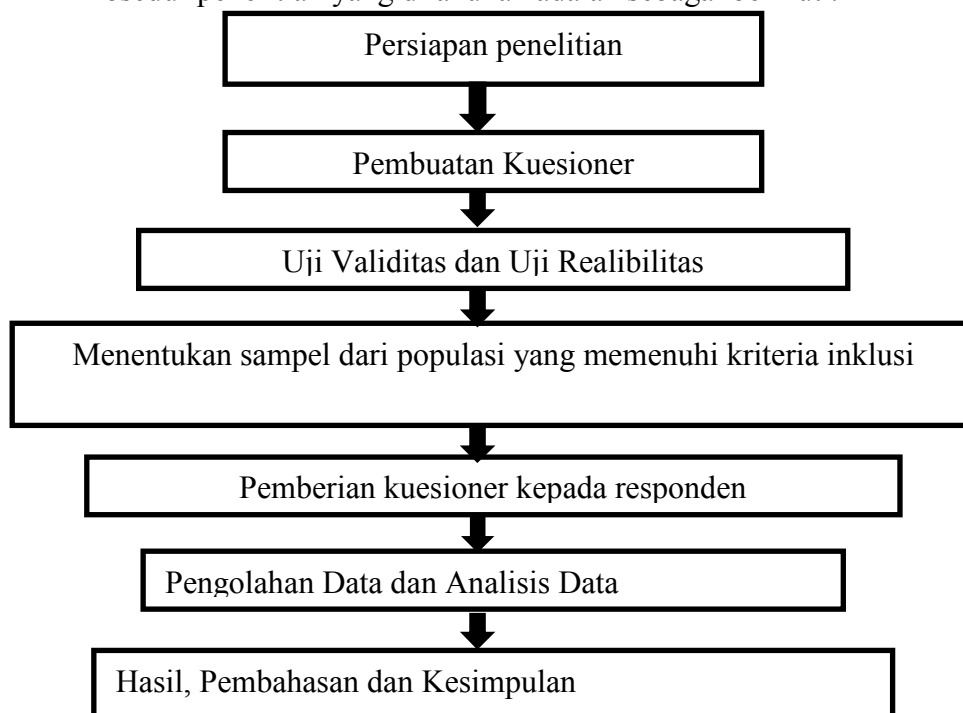 Persiapan penelitian
Pembuatan Kuesioner
Uji Validitas dan Uji Realibilitas
Menentukan sampel dari populasi yang memenuhi kriteria inklusi
Pemberian kuesioner kepada responden
Pengolahan Data dan Analisis Data
Hasil, Pembahasan dan Kesimpulan